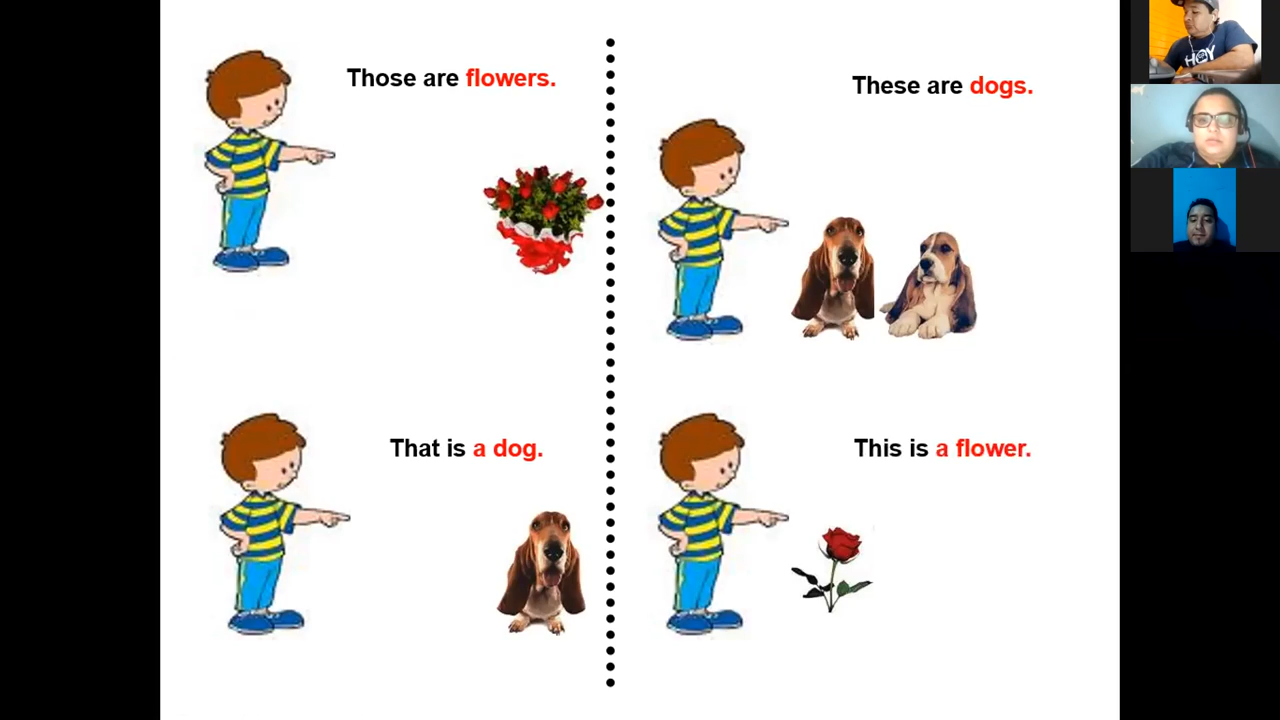 Those are flowers.
These are dogs.
That is a dog.
This is a flower.
HOY